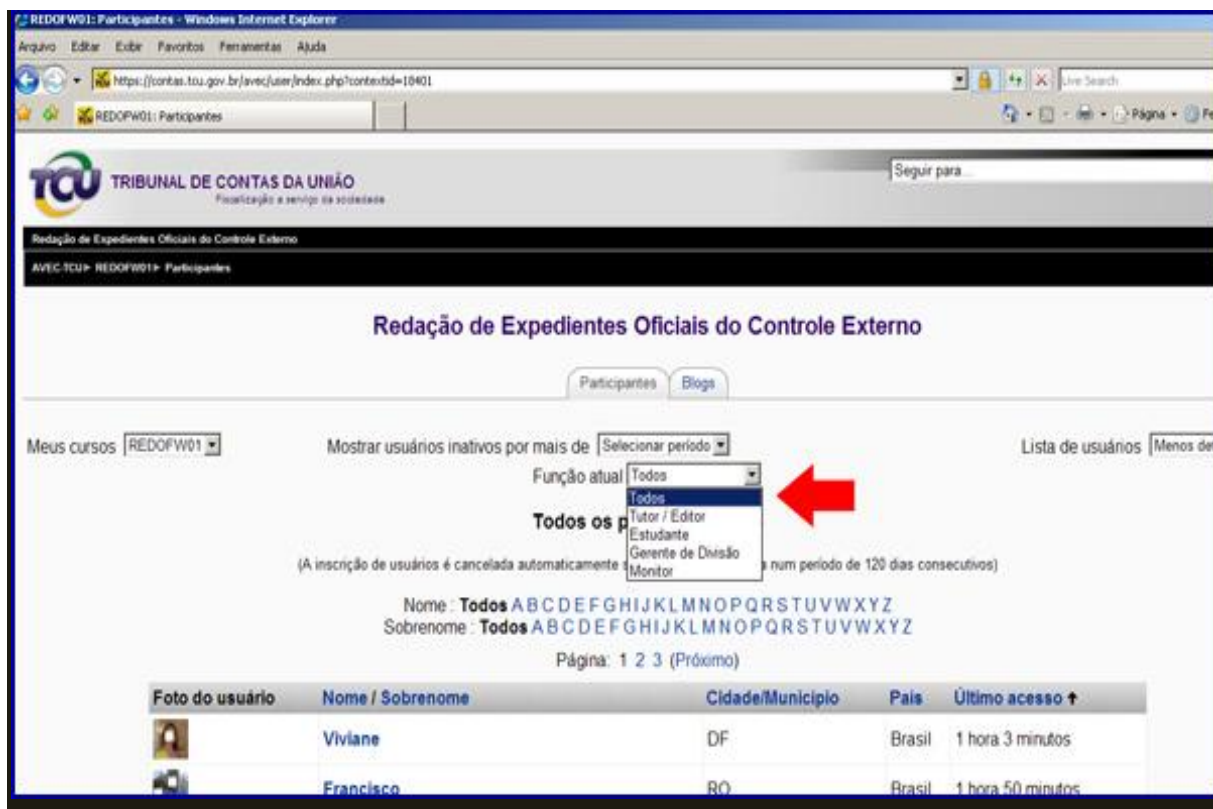 REDOFW01: Participantes - Windows Internet Explorer
Arquivo Editar Exibir Favoritos Ferramentas Ajuda
https://contas.tcu.gov.br/avec/user/index.php?contextid=18401
Live Search
REDOFW01: Participantes
Página
TCU TRIBUNAL DE CONTAS DA UNIÃO
Fiscalização a serviço da sociedade
Seguir para...
Redação de Expedientes Oficiais do Controle Externo
AVEC-TCU► REDOFW01► Participantes
Redação de Expedientes Oficiais do Controle Externo
Participantes Blogs
Meus cursos REDOFW01 Mostrar usuários inativos por mais de Selecionar período Lista de usuários Menos
Função atual Todos
Todos
Tutor / Editor
Todos os
Estudante
Gerente de Divisão
(A inscrição de usuários é cancelada automaticamente num período de 120 dias consecutivos)
Monitor
Nome : Todos A B C D E F G H I J K L M N O P Q R S T U V W X Y Z
Sobrenome : Todos A B C D E F G H I J K L M N O P Q R S T U V W X Y Z
Página: 1 2 3 (Próximo)
Foto do usuário Nome / Sobrenome Cidade/Município País Último acesso ↑
Viviane DF Brasil 1 hora 3 minutos
Francisco RO Brasil 1 hora 50 minutos